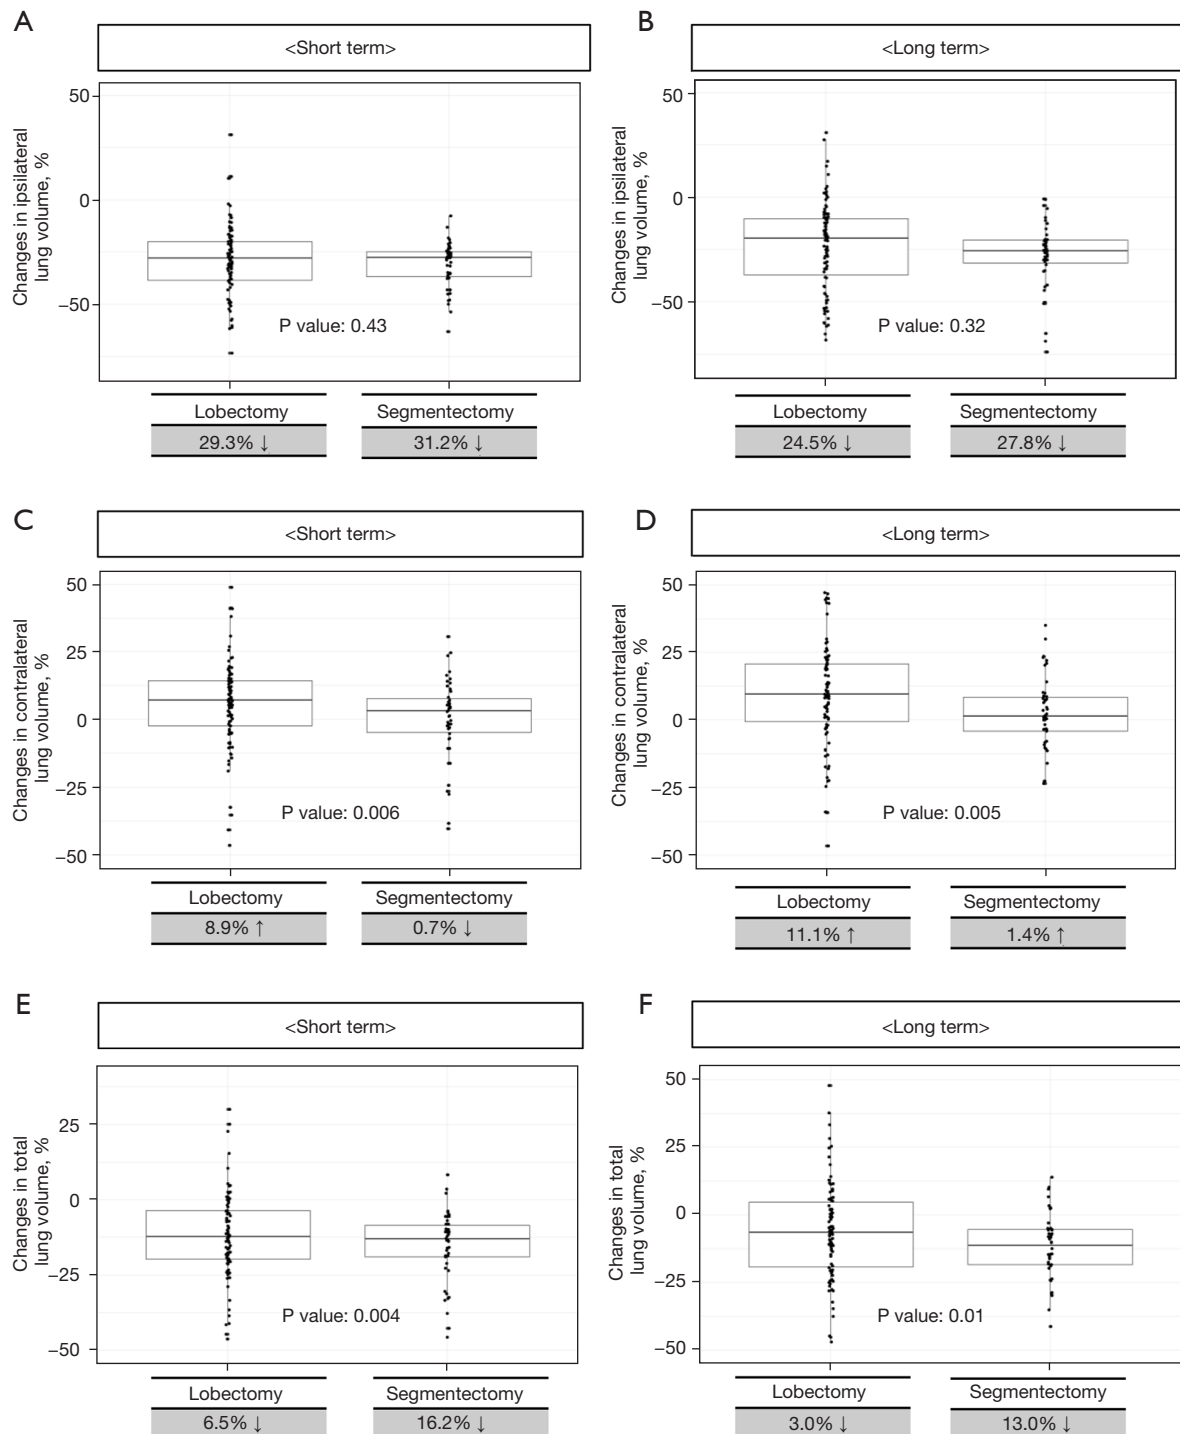 A
<Short term>
Changes in ipsilateral
lung volume, %
50
0
−50
P value: 0.43
Lobectomy
Segmentectomy
29.3% ↓
31.2% ↓
B
<Long term>
Changes in ipsilateral
lung volume, %
50
0
−50
P value: 0.32
Lobectomy
Segmentectomy
24.5% ↓
27.8% ↓
C
<Short term>
Changes in contralateral
lung volume, %
50
25
0
−25
−50
P value: 0.006
Lobectomy
Segmentectomy
8.9% ↑
0.7% ↓
D
<Long term>
Changes in contralateral
lung volume, %
50
25
0
−25
−50
P value: 0.005
Lobectomy
Segmentectomy
11.1% ↑
1.4% ↑
E
<Short term>
Changes in total
lung volume, %
25
0
−25
−50
P value: 0.004
Lobectomy
Segmentectomy
6.5% ↓
16.2% ↓
F
<Long term>
Changes in total
lung volume, %
50
25
0
−25
−50
P value: 0.01
Lobectomy
Segmentectomy
3.0% ↓
13.0% ↓